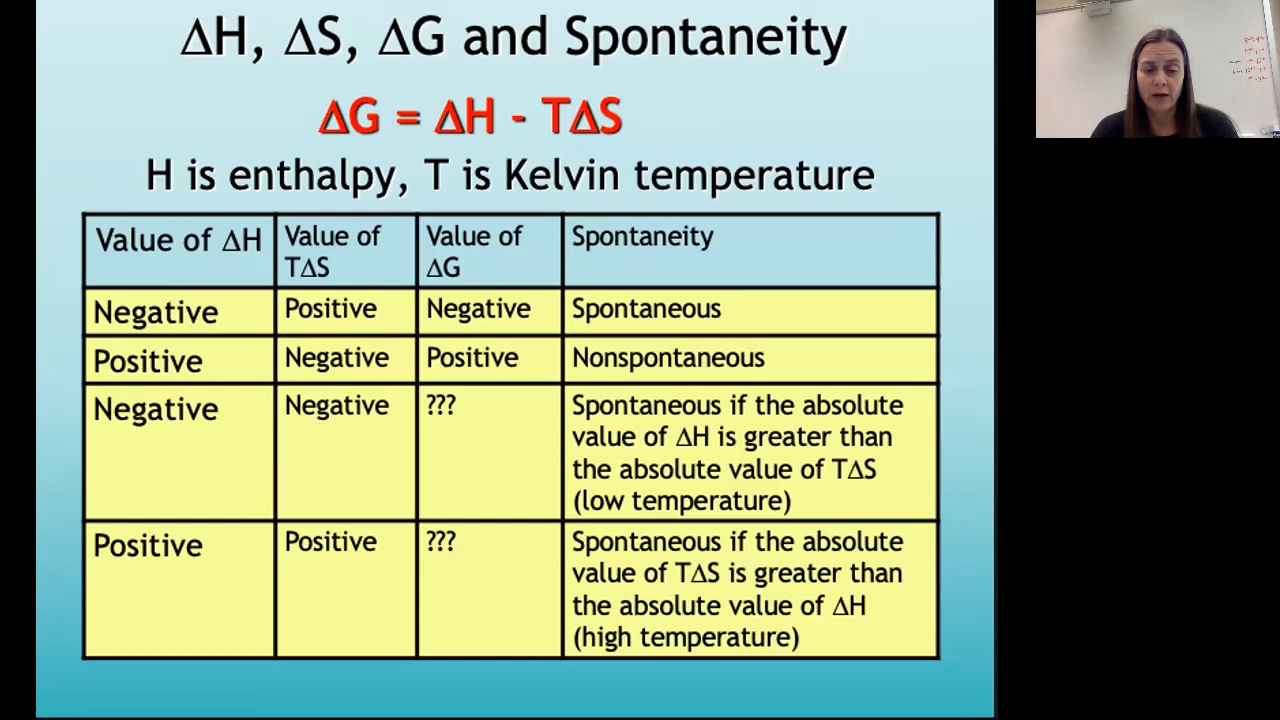 ΔH, ΔS, ΔG and Spontaneity
ΔG = ΔH - TΔS
H is enthalpy, T is Kelvin temperature
Value of ΔH
Value of
TΔS
Value of
ΔG
Spontaneity
Negative
Positive
Negative
Spontaneous
Positive
Negative
Positive
Nonspontaneous
Negative
Negative
???
Spontaneous if the absolute
value of ΔH is greater than
the absolute value of TΔS
(low temperature)
Positive
Positive
???
Spontaneous if the absolute
value of TΔS is greater than
the absolute value of ΔH
(high temperature)